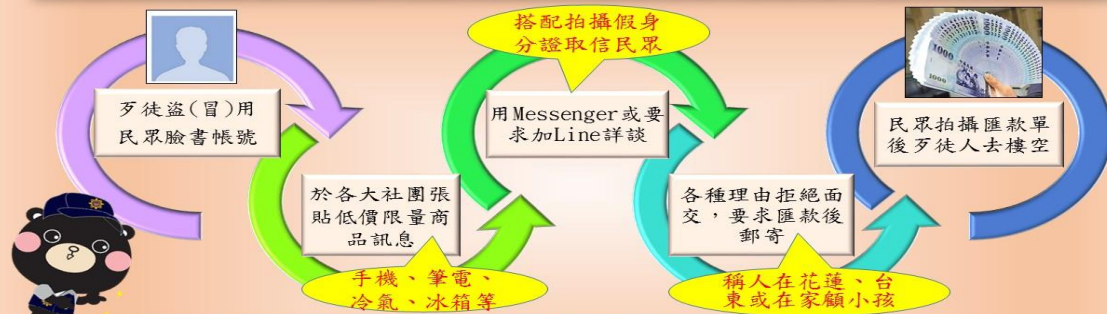 歹徒盜(冒)用
民眾臉書帳號
於各大社團張
貼低價限量商
品訊息
手機、筆電、
冷氣、冰箱等
搭配拍攝假身
分證取信民眾
用Messenger或要
求加Line詳談
各種理由拒絕面
交，要求匯款後
郵寄
稱人在花蓮、台
東或在家顧小孩
1000
1000
民眾拍攝匯款單
後歹徒人去樓空